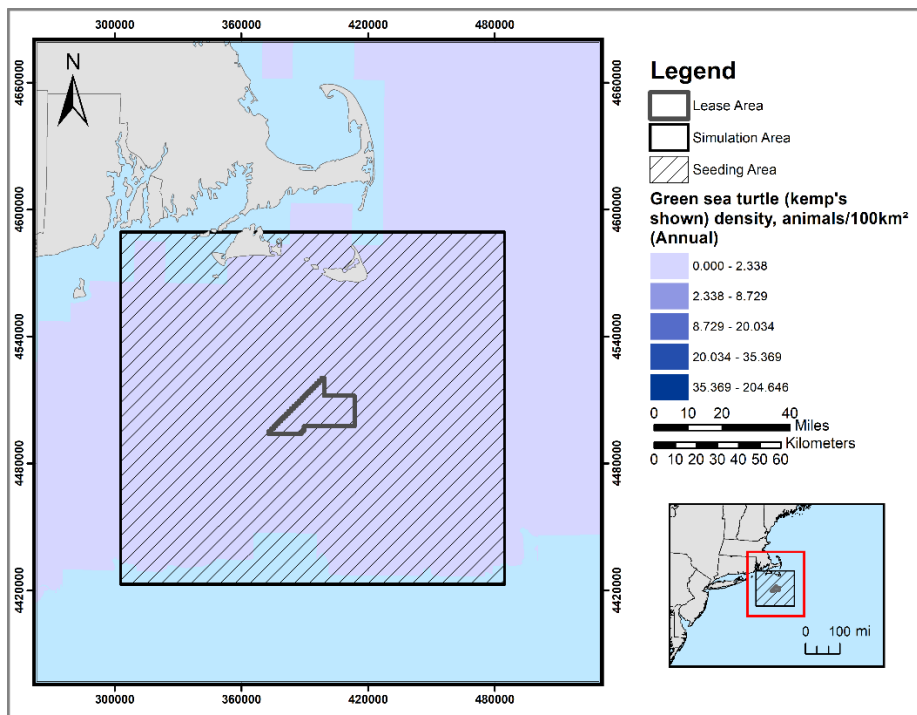 300000 360000 420000 480000
N
4660000 4660000
4600000 4600000
4540000 4540000
4480000 4480000
4420000 4420000
300000 360000 420000 480000
Legend
Lease Area
Simulation Area
Seeding Area
Green sea turtle (kemp's
shown) density, animals/100km²
(Annual)
0.000 - 2.338
2.338 - 8.729
8.729 - 20.034
20.034 - 35.369
35.369 - 204.646
0 10 20 40
Miles
Kilometers
0 10 20 30 40 50 60
0 100 mi